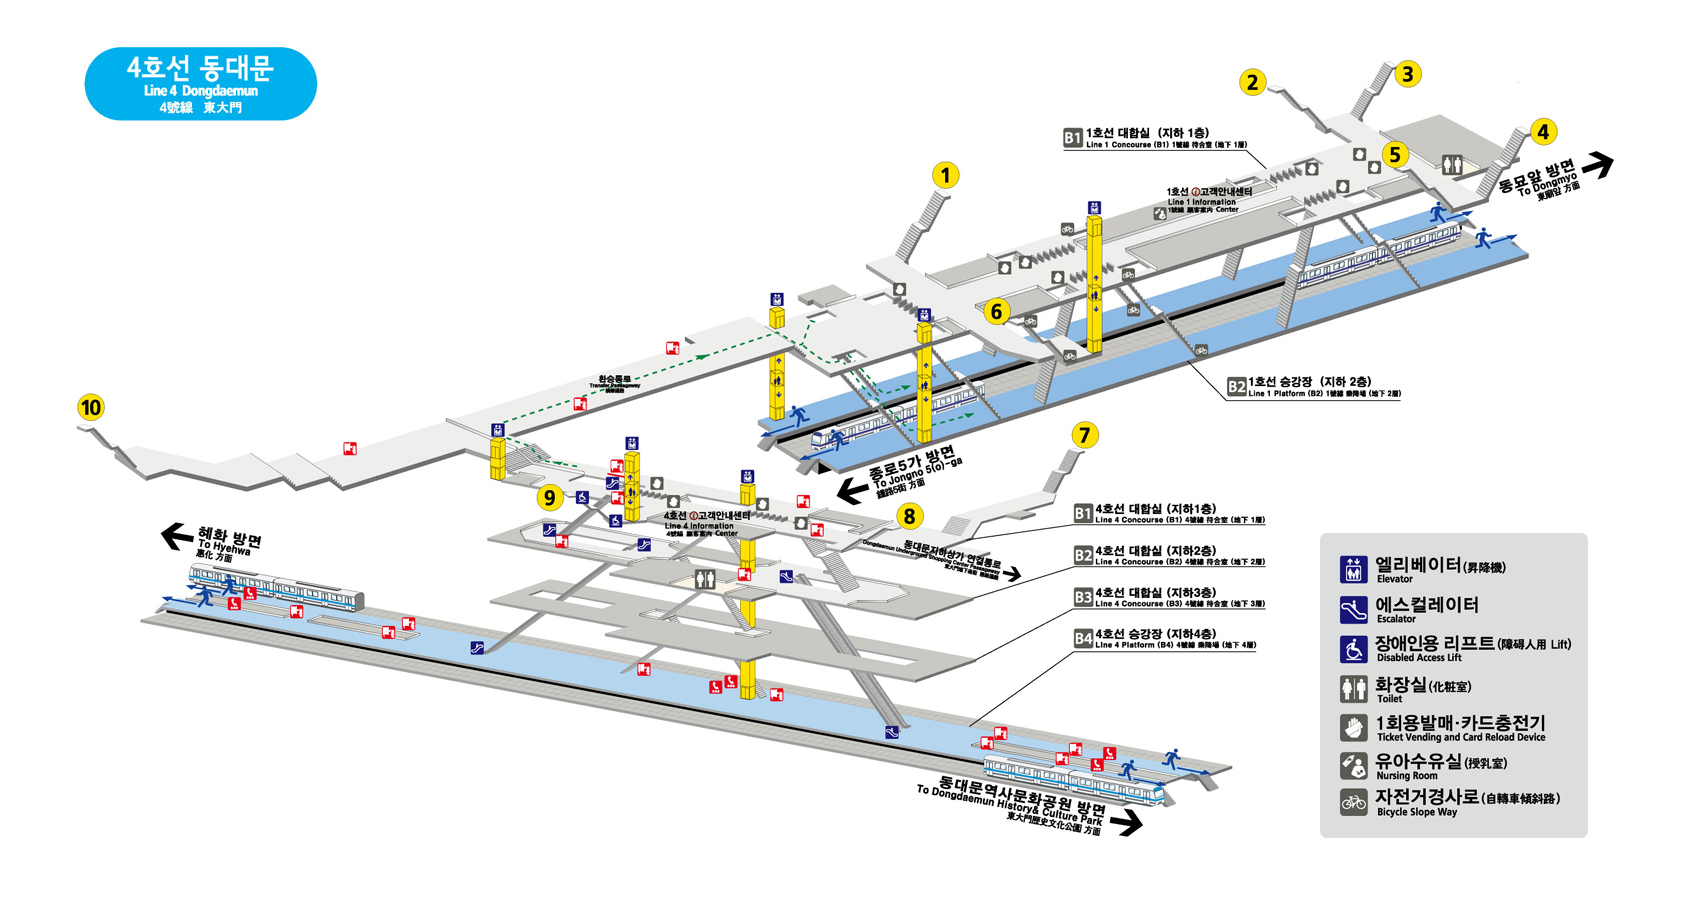 4호선 동대문
Line 4 Dongdaemun
4號線 東大門
2
3
4
5
1
6
B1 1호선 대합실 (지하 1층)
Line 1 Concourse (B1) 1號線 待合室 (地下 1層)
1호선 고객안내센터
Line 1 Information
1號線 顧客案内 Center
동묘앞 방면
To Dongmyo
東廟앞 方面
B2 1호선 승강장 (지하 2층)
Line 1 Platform (B2) 1號線 乘降場 (地下 2層)
환승통로
Transfer Passageway
換乘通路
10
종로5가 방면
To Jongno 5(o)-ga
鍾路5街 方面
7
9
8
4호선 고객안내센터
Line 4 Information
4號線 顧客案内 Center
동대문지하상가 연결통로
Dongdaemun Underground Shopping Center Passageway
B1 4호선 대합실 (지하1층)
Line 4 Concourse (B1) 4號線 待合室 (地下 1層)
B2 4호선 대합실 (지하2층)
Line 4 Concourse (B2) 4號線 待合室 (地下 2層)
B3 4호선 대합실 (지하3층)
Line 4 Concourse (B3) 4號線 待合室 (地下 3層)
B4 4호선 승강장 (지하4층)
Line 4 Platform (B4) 4號線 乘降場 (地下 4層)
혜화 방면
To Hyehwa
惠化 方面
동대문역사문화공원 방면
To Dongdaemun History& Culture Park
東大門歷史文化公園 方面
엘리베이터(昇降機)
Elevator
에스컬레이터
Escalator
장애인용 리프트(障碍人用 Lift)
Disabled Access Lift
화장실(化粧室)
Toilet
1회용발매·카드충전기
Ticket Vending and Card Reload Device
유아수유실(授乳室)
Nursing Room
자전거경사로(自轉車傾斜路)
Bicycle Slope Way